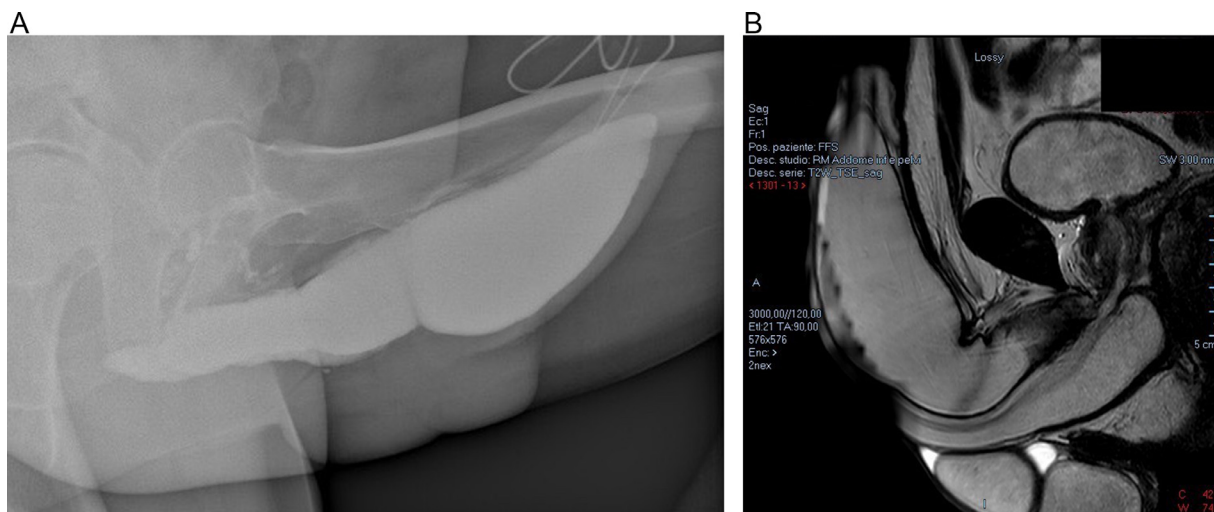 A
B
Lossy
Sag
Ec:1
Fr:1
Pos. paziente: FFS
Desc. studio: RM Addome inf e pelvi
SW 3.00 mm
Desc. serie: T2W_TSE_sag
< 1301 - 13 >
A
3000,00//120,00
Etl:21 TA:90,00
576x576
Enc: >
2nex
5 cm
I
C 42
W 74